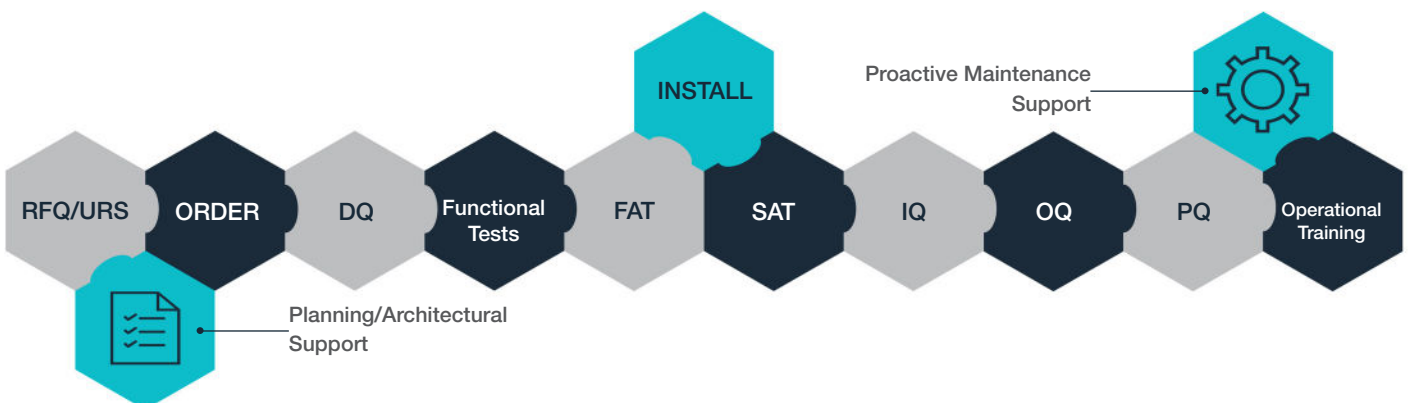 INSTALL
Proactive Maintenance
Support
RFQ/URS
ORDER
DQ
Functional
Tests
FAT
SAT
IQ
OQ
PQ
Operational
Training
Planning/Architectural
Support